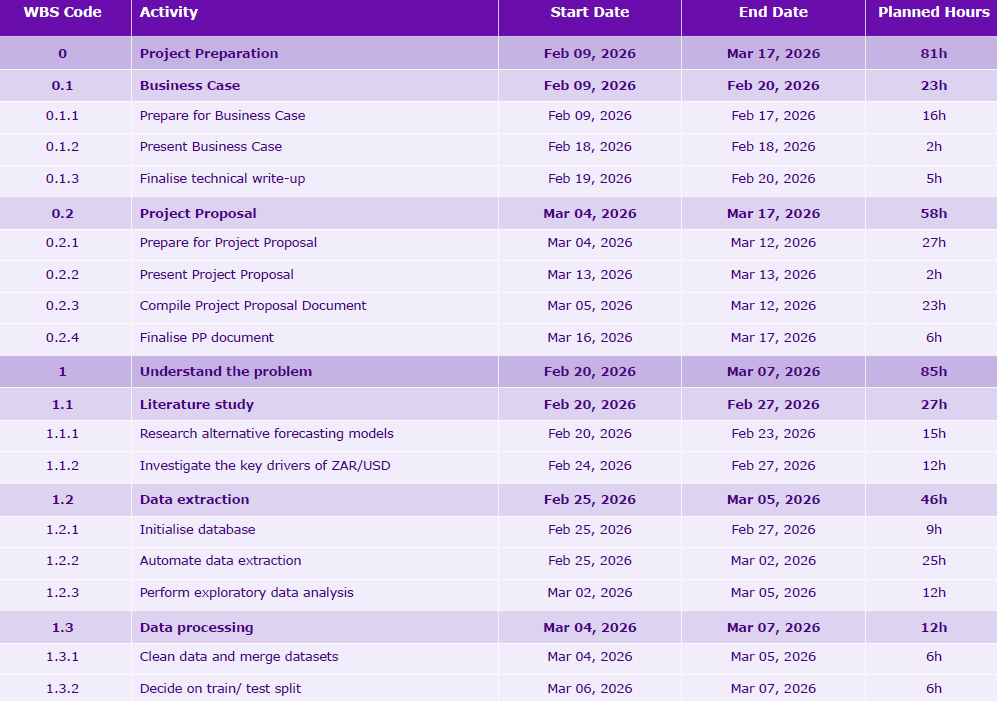 WBS Code Activity Start Date End Date Planned Hours
0 Project Preparation Feb 09, 2026 Mar 17, 2026 81h
0.1 Business Case Feb 09, 2026 Feb 20, 2026 23h
0.1.1 Prepare for Business Case Feb 09, 2026 Feb 17, 2026 16h
0.1.2 Present Business Case Feb 18, 2026 Feb 18, 2026 2h
0.1.3 Finalise technical write-up Feb 19, 2026 Feb 20, 2026 5h
0.2 Project Proposal Mar 04, 2026 Mar 17, 2026 58h
0.2.1 Prepare for Project Proposal Mar 04, 2026 Mar 12, 2026 27h
0.2.2 Present Project Proposal Mar 13, 2026 Mar 13, 2026 2h
0.2.3 Compile Project Proposal Document Mar 05, 2026 Mar 12, 2026 23h
0.2.4 Finalise PP document Mar 16, 2026 Mar 17, 2026 6h
1 Understand the problem Feb 20, 2026 Mar 07, 2026 85h
1.1 Literature study Feb 20, 2026 Feb 27, 2026 27h
1.1.1 Research alternative forecasting models Feb 20, 2026 Feb 23, 2026 15h
1.1.2 Investigate the key drivers of ZAR/USD Feb 24, 2026 Feb 27, 2026 12h
1.2 Data extraction Feb 25, 2026 Mar 05, 2026 46h
1.2.1 Initialise database Feb 25, 2026 Feb 27, 2026 9h
1.2.2 Automate data extraction Feb 25, 2026 Mar 02, 2026 25h
1.2.3 Perform exploratory data analysis Mar 02, 2026 Mar 05, 2026 12h
1.3 Data processing Mar 04, 2026 Mar 07, 2026 12h
1.3.1 Clean data and merge datasets Mar 04, 2026 Mar 05, 2026 6h
1.3.2 Decide on train/ test split Mar 06, 2026 Mar 07, 2026 6h